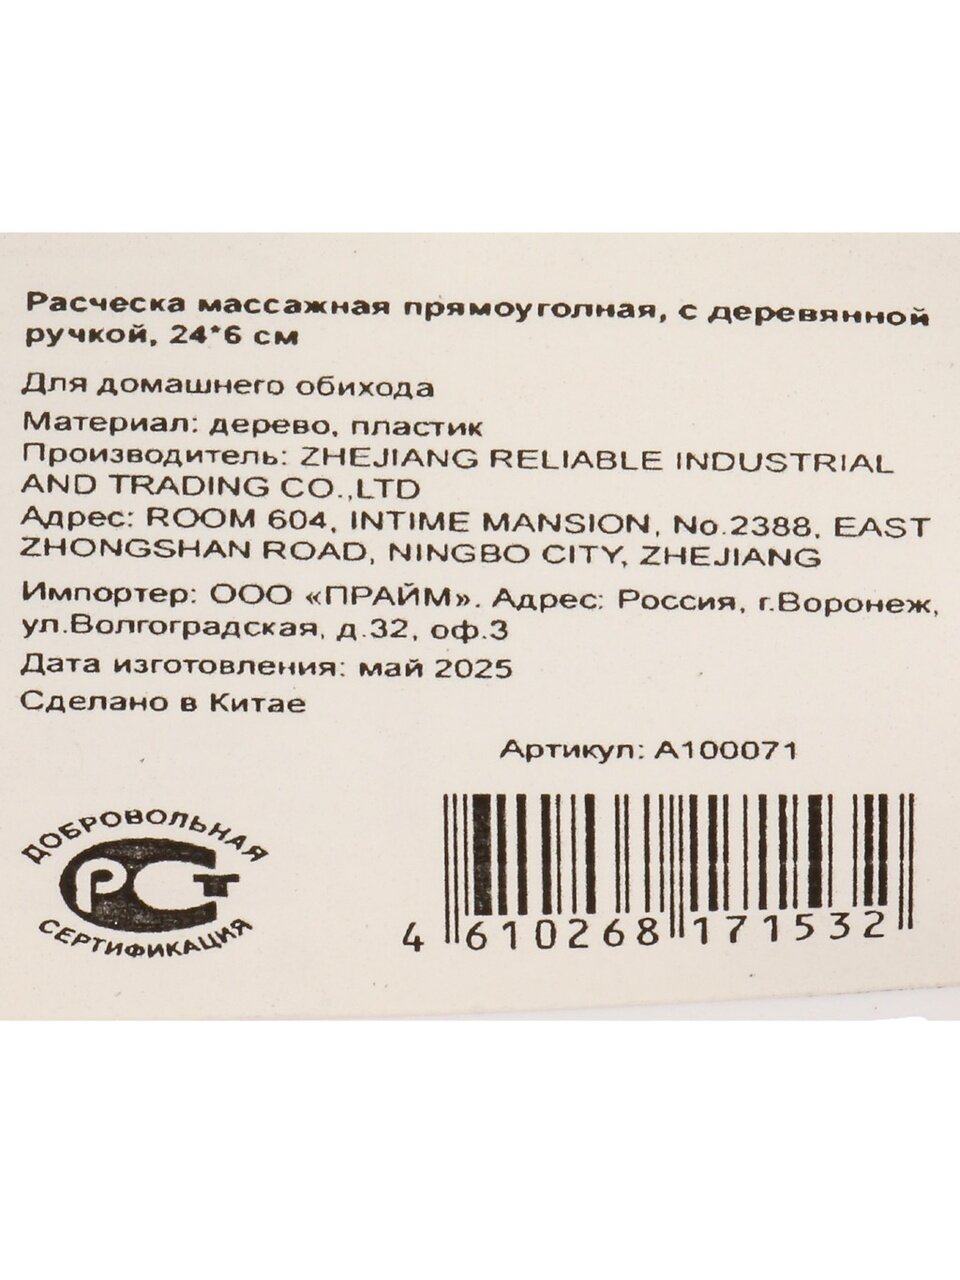 Расческа массажная прямоуголная, с деревянной
ручкой, 24*6 см
Для домашнего обихода
Материал: дерево, пластик
Производитель: ZHEJIANG RELIABLE INDUSTRIAL
AND TRADING CO.,LTD
Адрес: ROOM 604, INTIME MANSION, No.2388, EAST
ZHONGSHAN ROAD, NINGBO CITY, ZHEJIANG
Импортер: ООО «ПРАЙМ». Адрес: Россия, г.Воронеж,
ул.Волгоградская, д.32, оф.3
Дата изготовления: май 2025
Сделано в Китае
Артикул: A100071
ДОБРОВОЛЬНАЯ
РСТ
СЕРТИФИКАЦИЯ
4 610268 171532